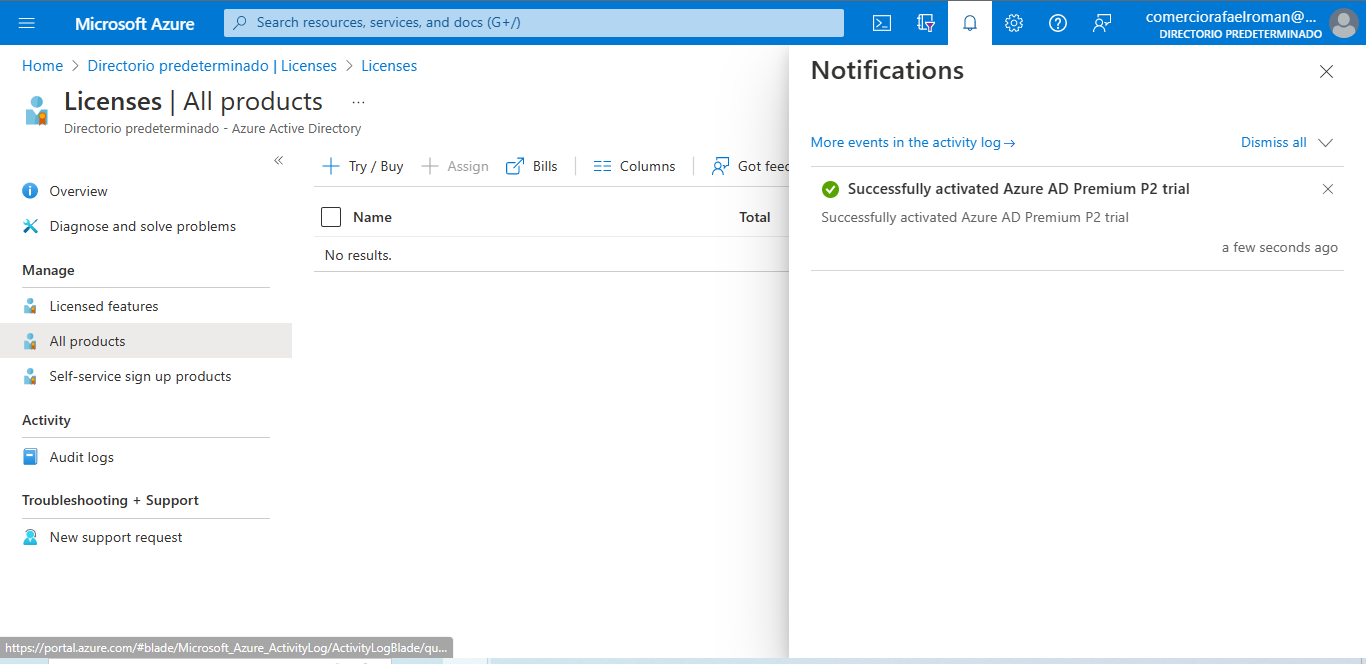 Microsoft Azure
Search resources, services, and docs (G+/)
comerciorafaelroman@...
DIRECTORIO PREDETERMINADO
Home > Directorio predeterminado | Licenses > Licenses
Licenses | All products ...
Directorio predeterminado - Azure Active Directory
Overview
Diagnose and solve problems
Manage
Licensed features
All products
Self-service sign up products
Activity
Audit logs
Troubleshooting + Support
New support request
Try / Buy
Assign
Bills
Columns
Got feed
Name
Total
No results.
Notifications
More events in the activity log →
Dismiss all
Successfully activated Azure AD Premium P2 trial
Successfully activated Azure AD Premium P2 trial
a few seconds ago
https://portal.azure.com/#blade/Microsoft_Azure_ActivityLog/ActivityLogBlade/qu...